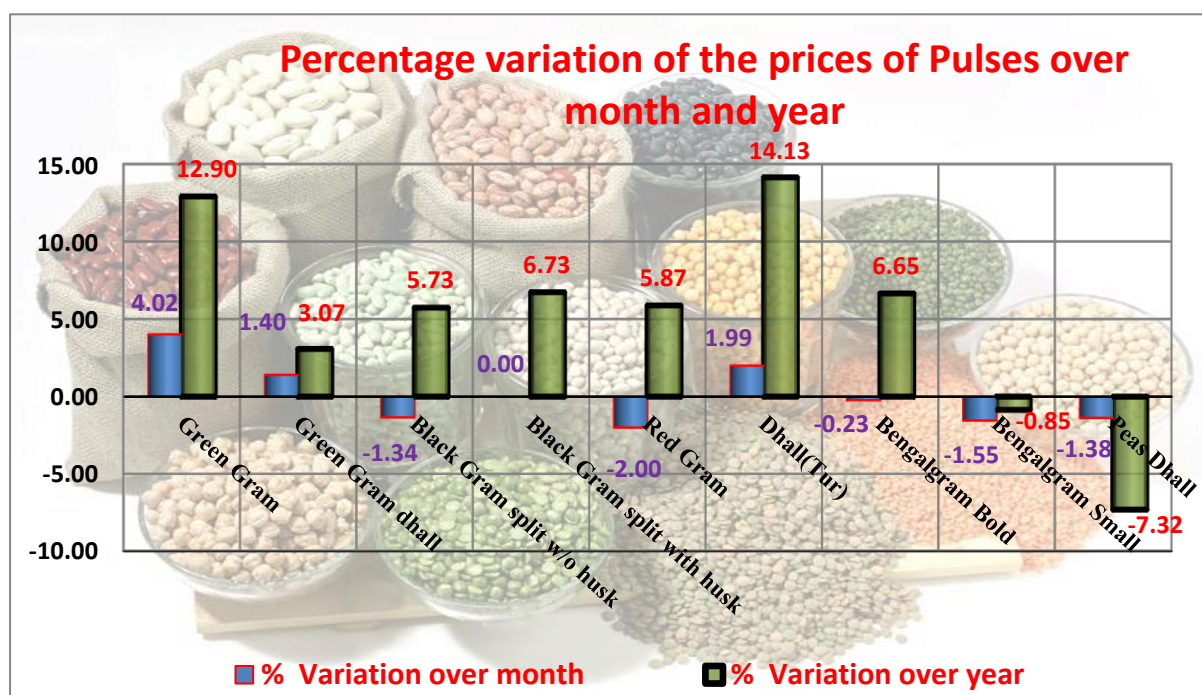 Percentage variation of the prices of Pulses over
month and year
15.00
10.00
5.00
0.00
-5.00
-10.00
4.02
12.90
1.40
3.07
-1.34
5.73
0.00
6.73
-2.00
5.87
1.99
14.13
-0.23
6.65
-1.55
-0.85
-1.38
-7.32
Green Gram
Green Gram dhall
Black Gram split w/o husk
Black Gram split with husk
Red Gram
Dhall(Tur)
Bengalgram Bold
Bengalgram Small
Peas Dhall
% Variation over month
% Variation over year